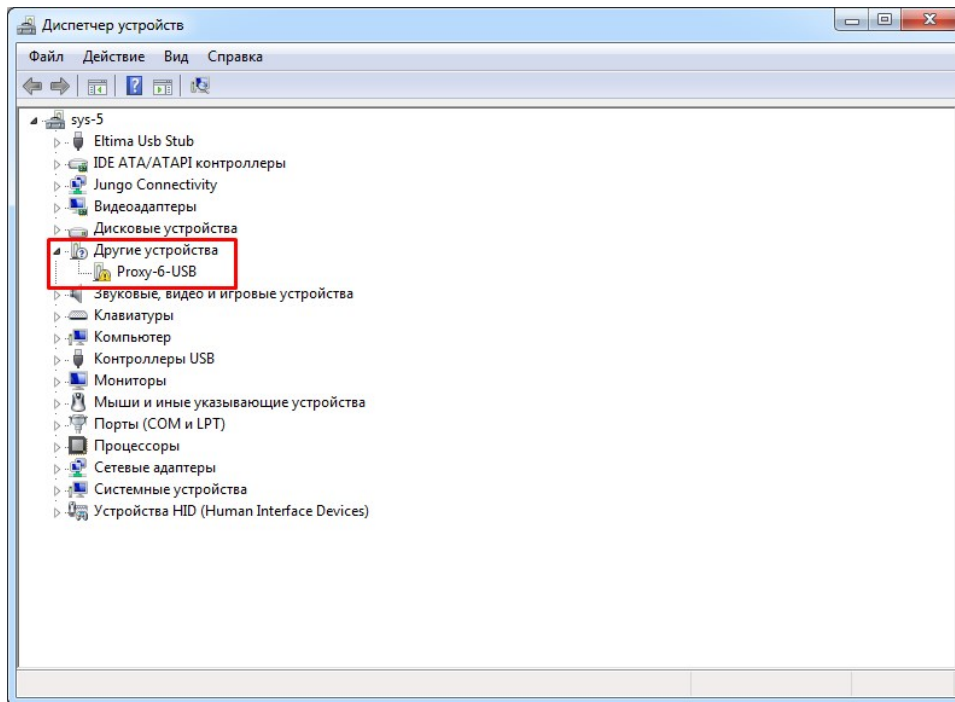 Диспетчер устройств
Файл Действие Вид Справка
sys-5
Eltima Usb Stub
IDE ATA/ATAPI контроллеры
Jungo Connectivity
Видеоадаптеры
Дисковые устройства
Другие устройства
Proxy-6-USB
Звуковые, видео и игровые устройства
Клавиатуры
Компьютер
Контроллеры USB
Мониторы
Мыши и иные указывающие устройства
Порты (COM и LPT)
Процессоры
Сетевые адаптеры
Системные устройства
Устройства HID (Human Interface Devices)